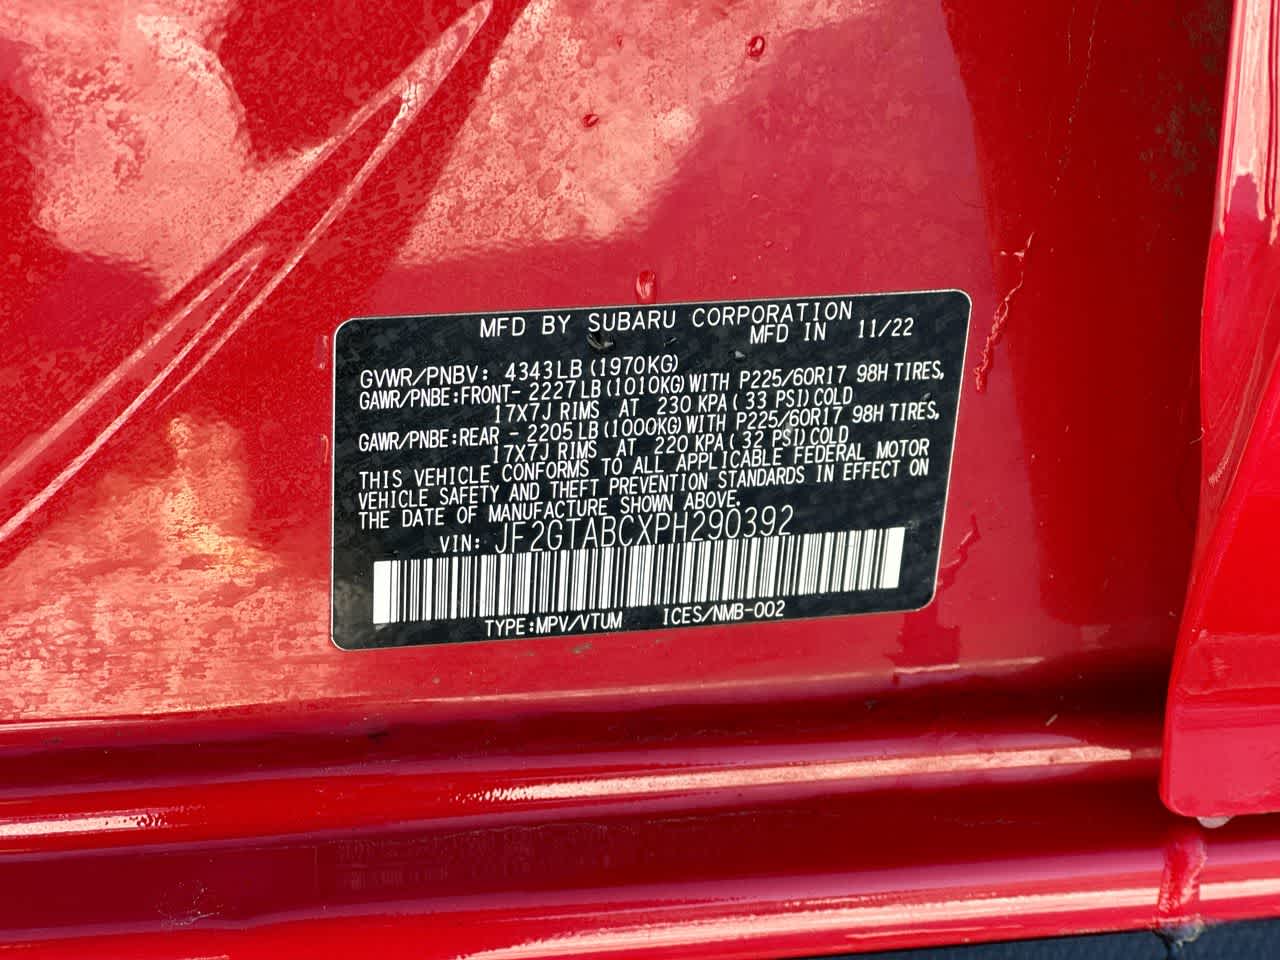 MFD BY SUBARU CORPORATION
MFD IN 11/22
GVWR/PNBV: 4343LB(1970KG)
GAWR/PNBE:FRONT- 2227LB(1010KG)WITH P225/60R17 98H TIRES,
17X7J RIMS AT 230 KPA(33 PSI)COLD
GAWR/PNBE:REAR - 2205LB(1000KG)WITH P225/60R17 98H TIRES,
17X7J RIMS AT 220 KPA(32 PSI)COLD
THIS VEHICLE CONFORMS TO ALL APPLICABLE FEDERAL MOTOR
VEHICLE SAFETY AND THEFT PREVENTION STANDARDS IN EFFECT ON
THE DATE OF MANUFACTURE SHOWN ABOVE.
VIN: JF2GTABCXPH290392
TYPE:MPV/VTUM ICES/NMB-002